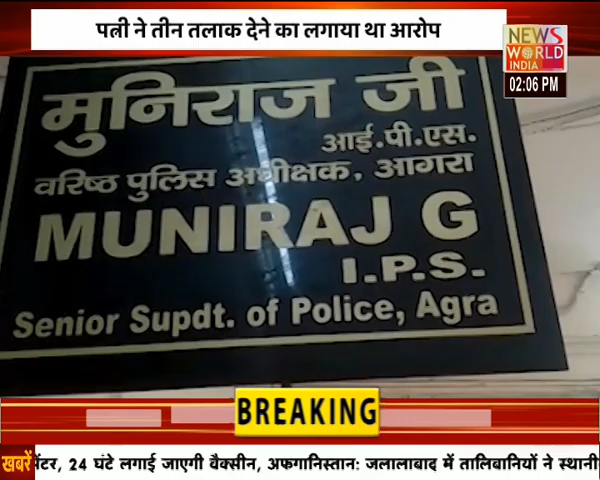 पत्नी ने तीन तलाक देने का लगाया था आरोप
NEWS
WORLD
INDIA
02:06 PM
मुनिराज जी
आई.पी.एस.
वरिष्ठ पुलिस अधीक्षक, आगरा
MUNIRAJ G
I.P.S.
Senior Supdt. of Police, Agra
BREAKING
खबरें
24 घंटे लगाई जाएगी वैक्सीन, अफगानिस्तान: जलालाबाद में तालिबानियों ने